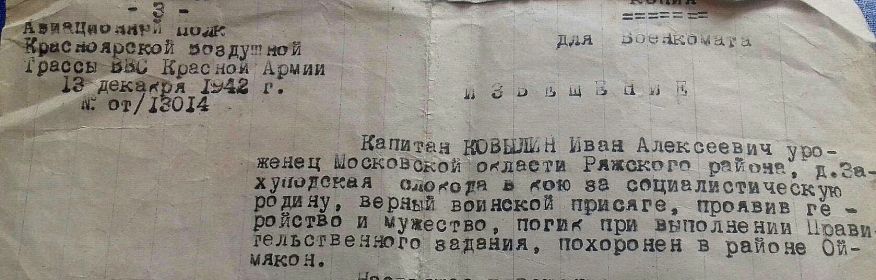 - 3 -
Авиационный полк
Красноярской воздушной
Трассы ВВС Красной Армии
13 декабря 1942 г.
№ от/13014
Копия
=======
для Военкомата
И З В Е Щ Е Н И Е
Капитан КОВЫЛИН Иван Алексеевич уро-
женец Московской области Ряжского района, д.За-
хуподская слобода в бою за социалистическую
родину, верный воинской присяге, проявив ге-
ройство и мужество, погиб при выполнении Прави-
тельственного задания, похоронен в районе Ой-
мякон.